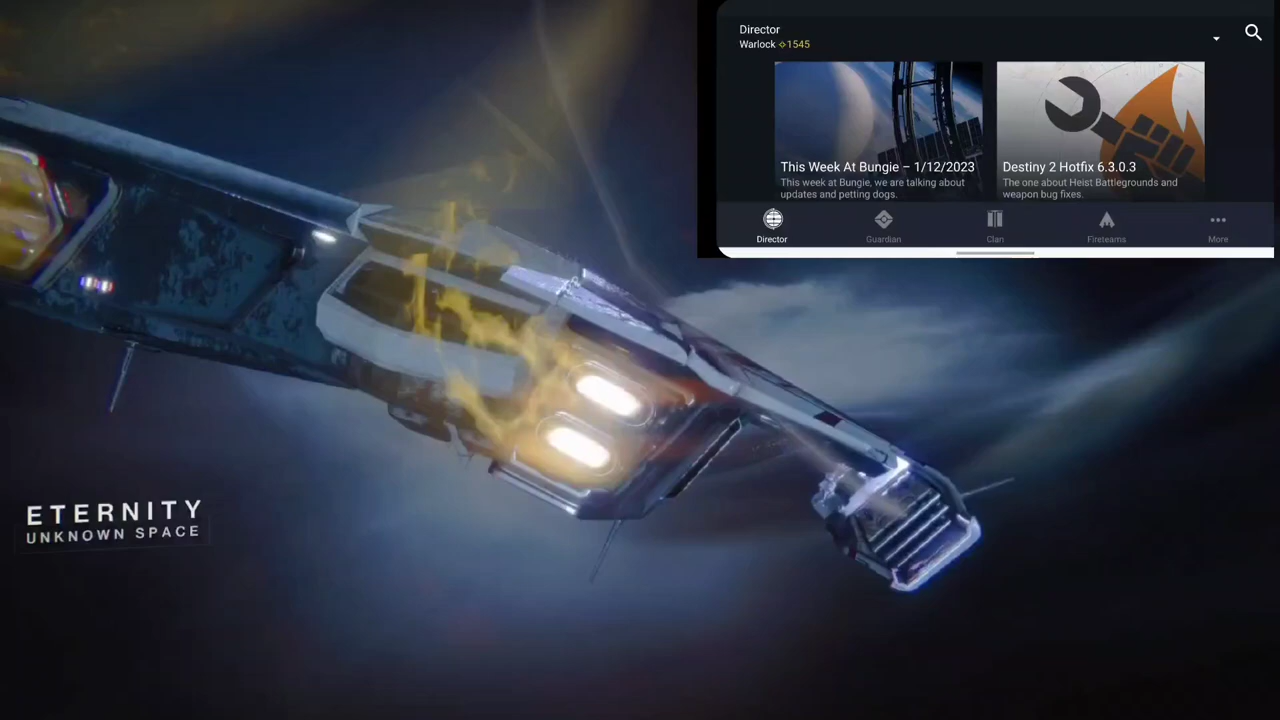 Director
Warlock ✧1545
This Week At Bungie – 1/12/2023
This week at Bungie, we are talking about
updates and petting dogs.
Destiny 2 Hotfix 6.3.0.3
The one about Heist Battlegrounds and
weapon bug fixes.
Director
Guardian
Clan
Fireteams
More
ETERNITY
UNKNOWN SPACE